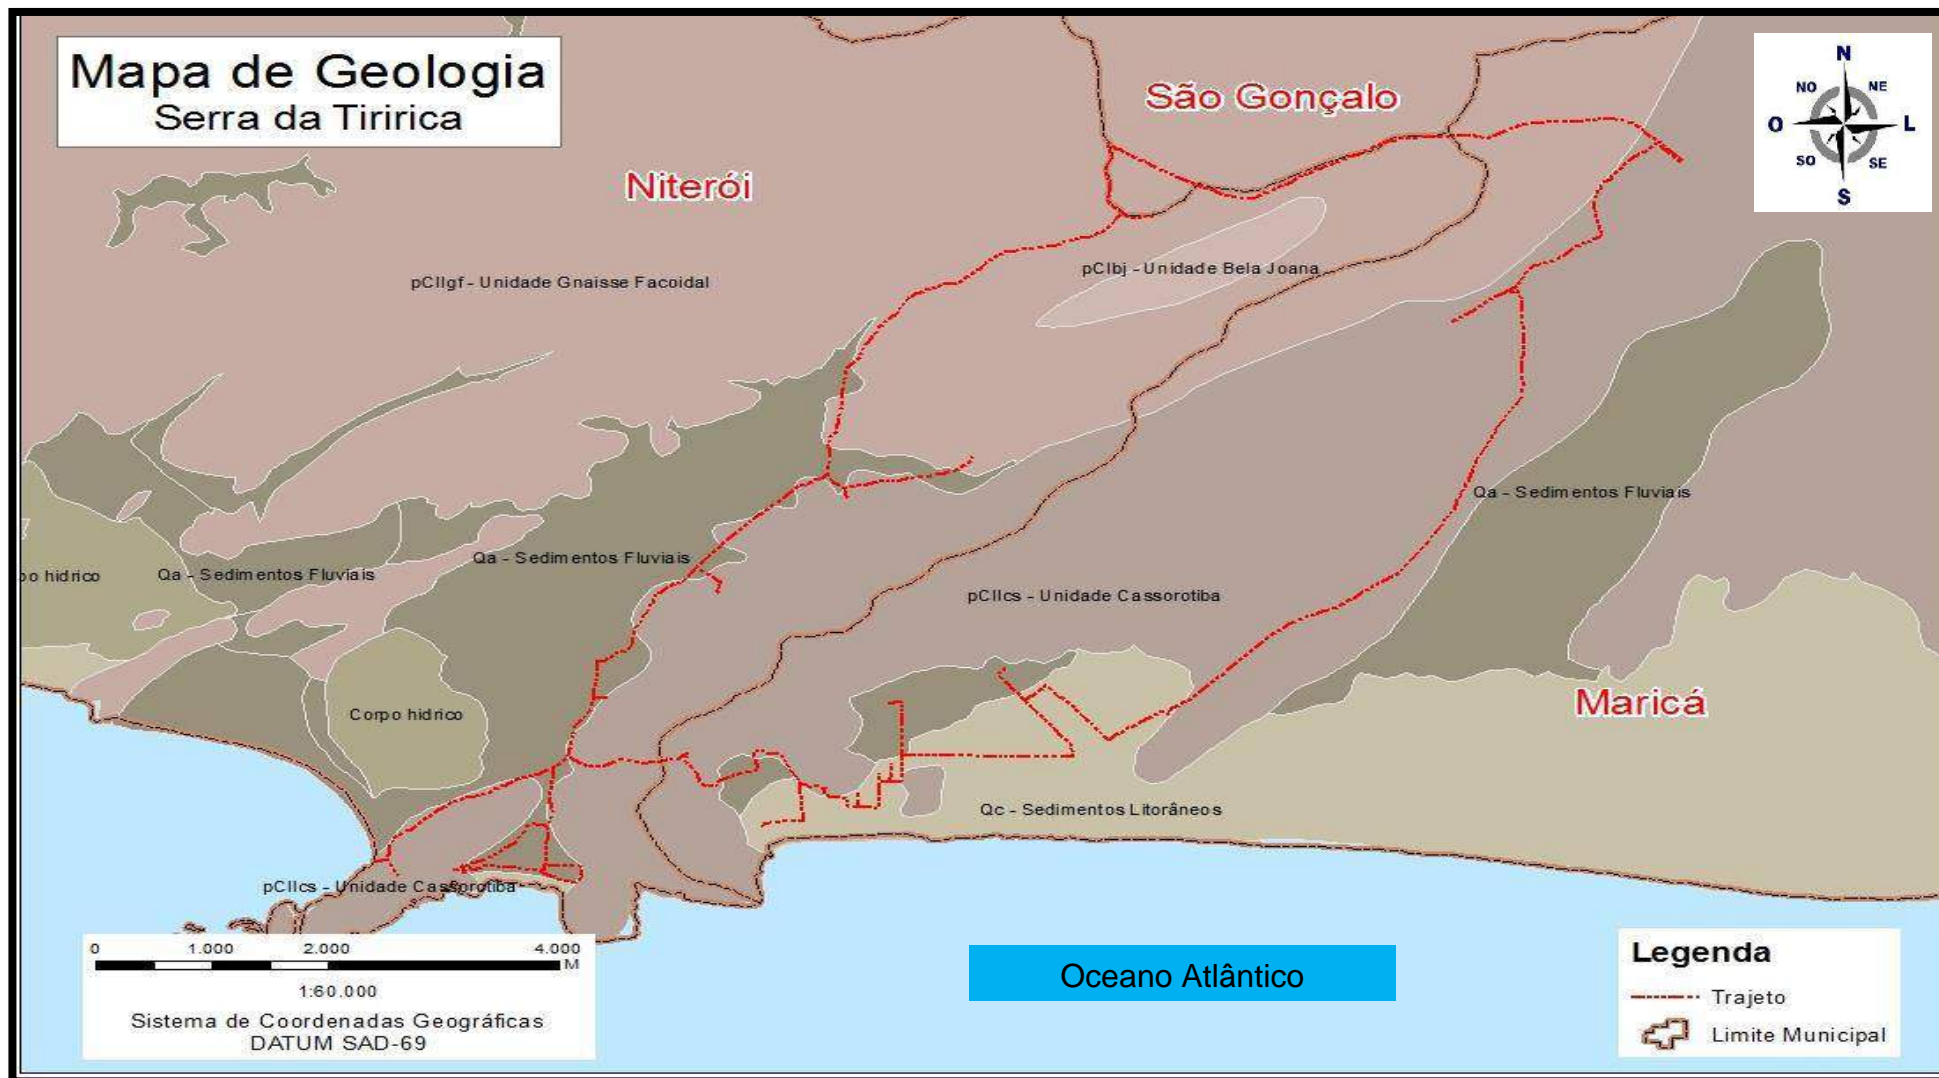 Mapa de Geologia
Serra da Tiririca
São Gonçalo
N
NO
NE
O
L
SO
SE
S
Niterói
pCIIgf - Unidade Gnaisse Facoidal
pCIbj - Unidade Bela Joana
Qa - Sedimentos Fluviais
Qa - Sedimentos Fluviais
po hidrico
Qa - Sedimentos Fluviais
pCIIcs - Unidade Cassorotiba
Maricá
Corpo hidrico
Qc - Sedimentos Litorâneos
pCIIcs - Unidade Cassorotiba
0 1.000 2.000 4.000
M
1:60.000
Sistema de Coordenadas Geográficas
DATUM SAD-69
Oceano Atlântico
Legenda
Trajeto
Limite Municipal